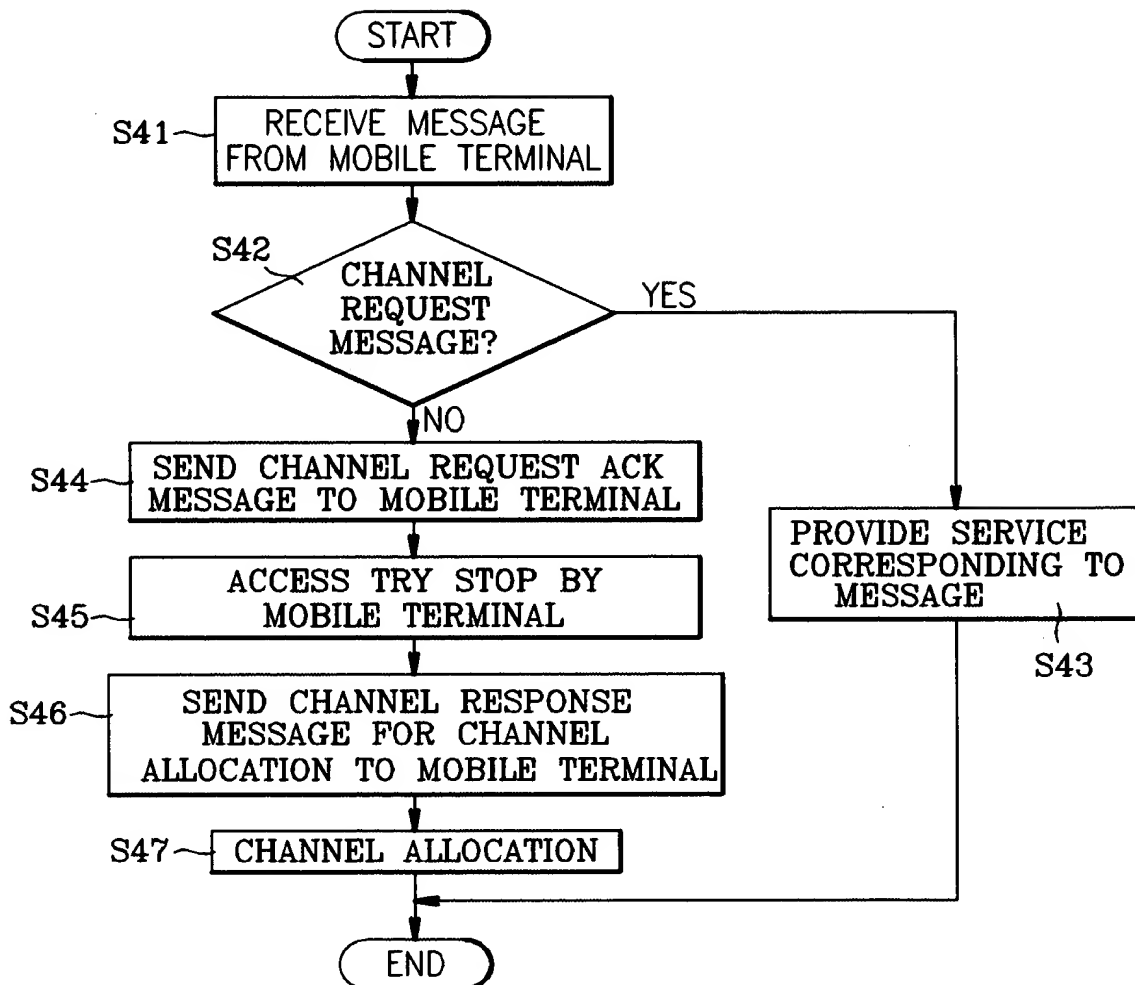 START
S41
RECEIVE MESSAGE
FROM MOBILE TERMINAL
S42
CHANNEL
REQUEST
MESSAGE?
YES
NO
S44
SEND CHANNEL REQUEST ACK
MESSAGE TO MOBILE TERMINAL
PROVIDE SERVICE
CORRESPONDING TO
MESSAGE
S43
S45
ACCESS TRY STOP BY
MOBILE TERMINAL
S46
SEND CHANNEL RESPONSE
MESSAGE FOR CHANNEL
ALLOCATION TO MOBILE TERMINAL
S47
CHANNEL ALLOCATION
END